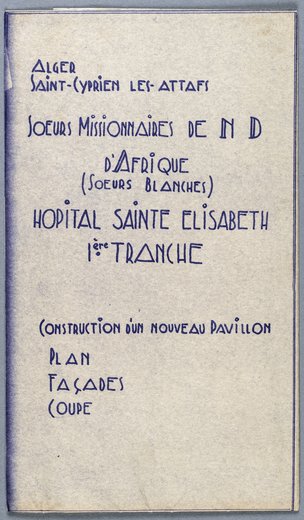 ALGER
SAINT-CYPRIEN LES-ATTAFS
SOEURS MISSIONNAIRES DE N D
D'AFRIQUE
(SOEURS BLANCHES)
HOPITAL SAINTE ELISABETH
1ère TRANCHE
CONSTRUCTION D'UN NOUVEAU PAVILLON
PLAN
FAÇADES
COUPE